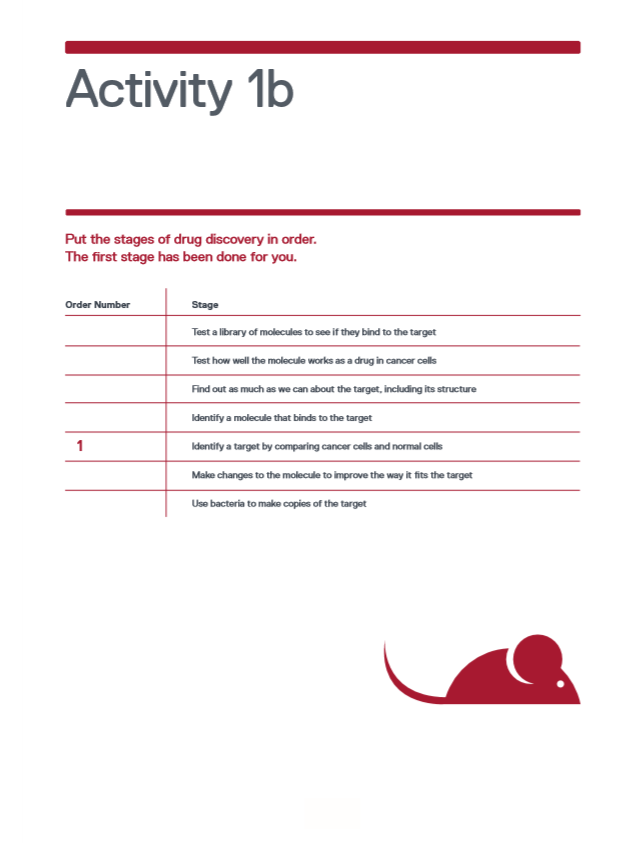 Activity 1b
Put the stages of drug discovery in order.
The first stage has been done for you.
Order Number Stage
Test a library of molecules to see if they bind to the target
Test how well the molecule works as a drug in cancer cells
Find out as much as we can about the target, including its structure
Identify a molecule that binds to the target
1 Identify a target by comparing cancer cells and normal cells
Make changes to the molecule to improve the way it fits the target
Use bacteria to make copies of the target